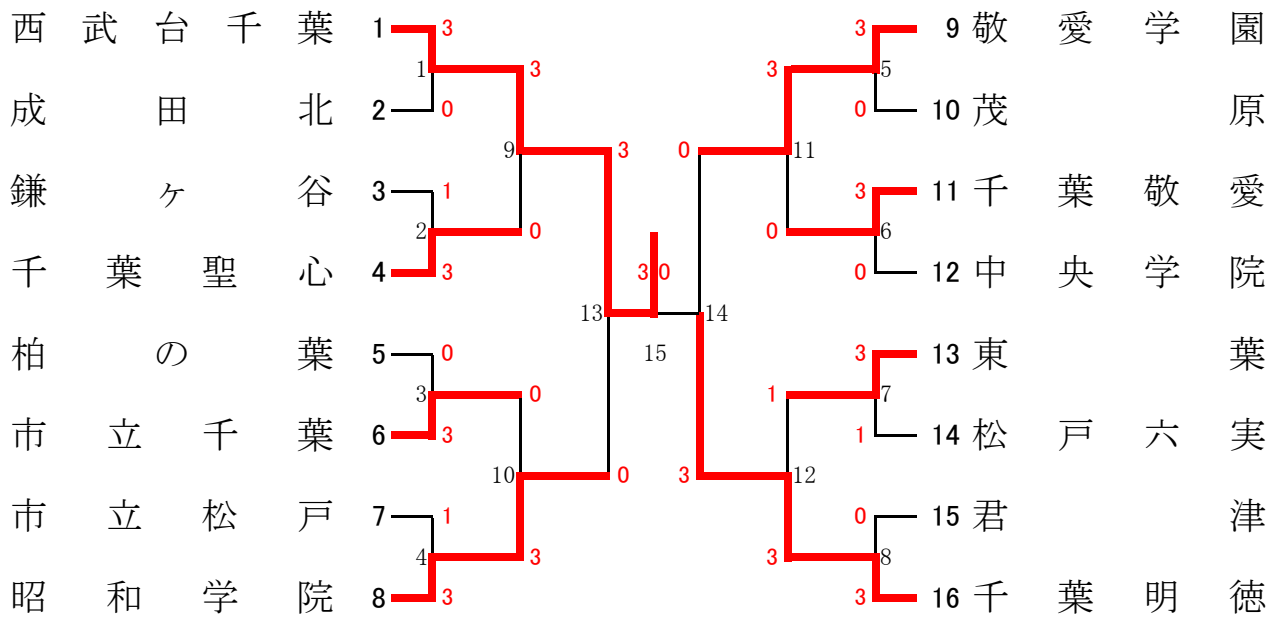 西武台千葉 1 3 3 9 敬愛学園
1 3 3 5
成田北 2 0 0 10 茂原
9 3 0 11
鎌ヶ谷 3 1 3 11 千葉敬愛
2 0 0 6
千葉聖心 4 3 3 0 0 12 中央学院
13 14
柏の葉 5 0 15 3 13 東葉
3 0 1 7
市立千葉 6 3 1 14 松戸六実
10 0 3 12
市立松戸 7 1 0 15 君津
4 3 3 8
昭和学院 8 3 3 16 千葉明徳